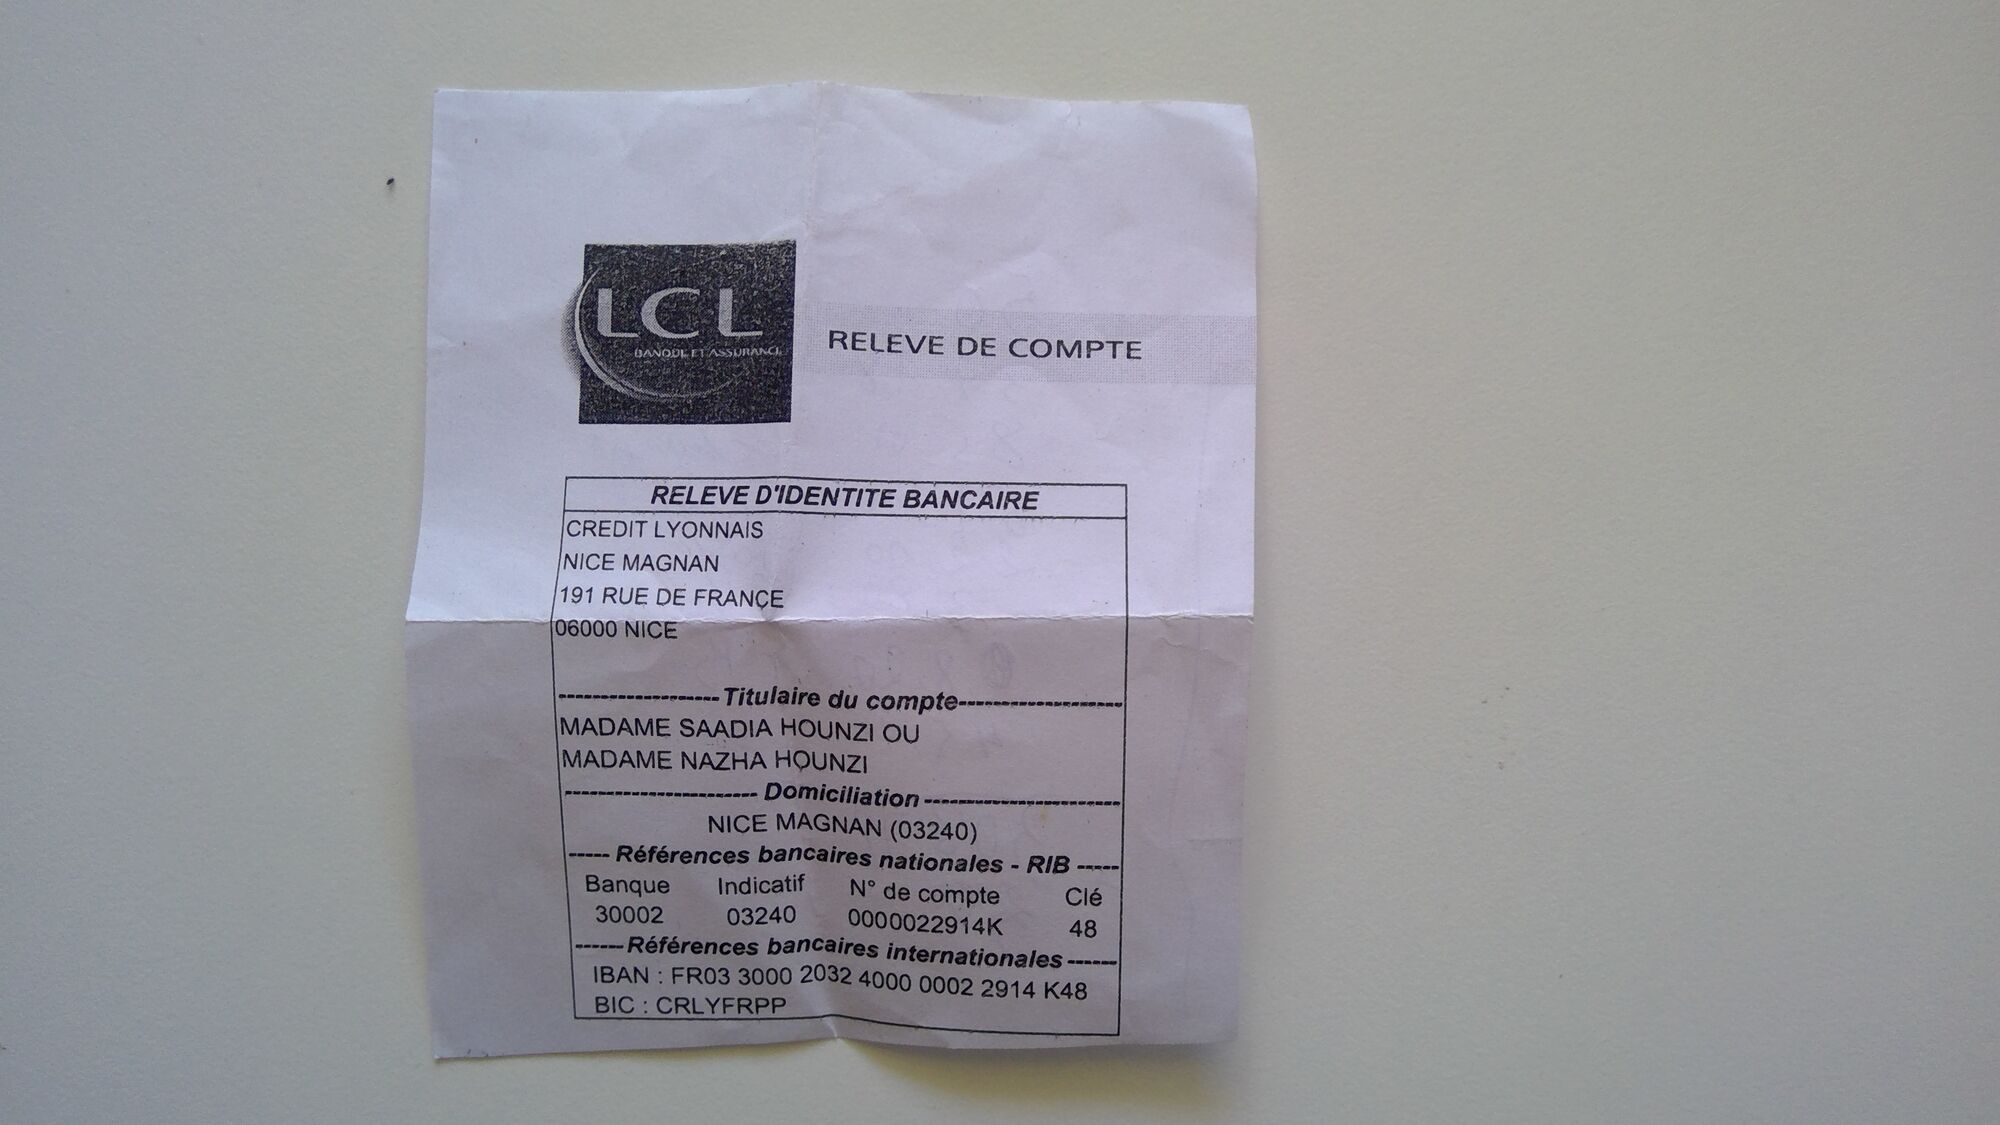 LCL
BANQUE ET ASSURANCE
RELEVE DE COMPTE
RELEVE D'IDENTITE BANCAIRE
CREDIT LYONNAIS
NICE MAGNAN
191 RUE DE FRANCE
06000 NICE
Titulaire du compte
MADAME SAADIA HOUNZI OU
MADAME NAZHA HOUNZI
Domiciliation
NICE MAGNAN (03240)
Références bancaires nationales - RIB
Banque Indicatif N° de compte Clé
30002 03240 0000022914K 48
Références bancaires internationales
IBAN : FR03 3000 2032 4000 0002 2914 K48
BIC : CRLYFRPP